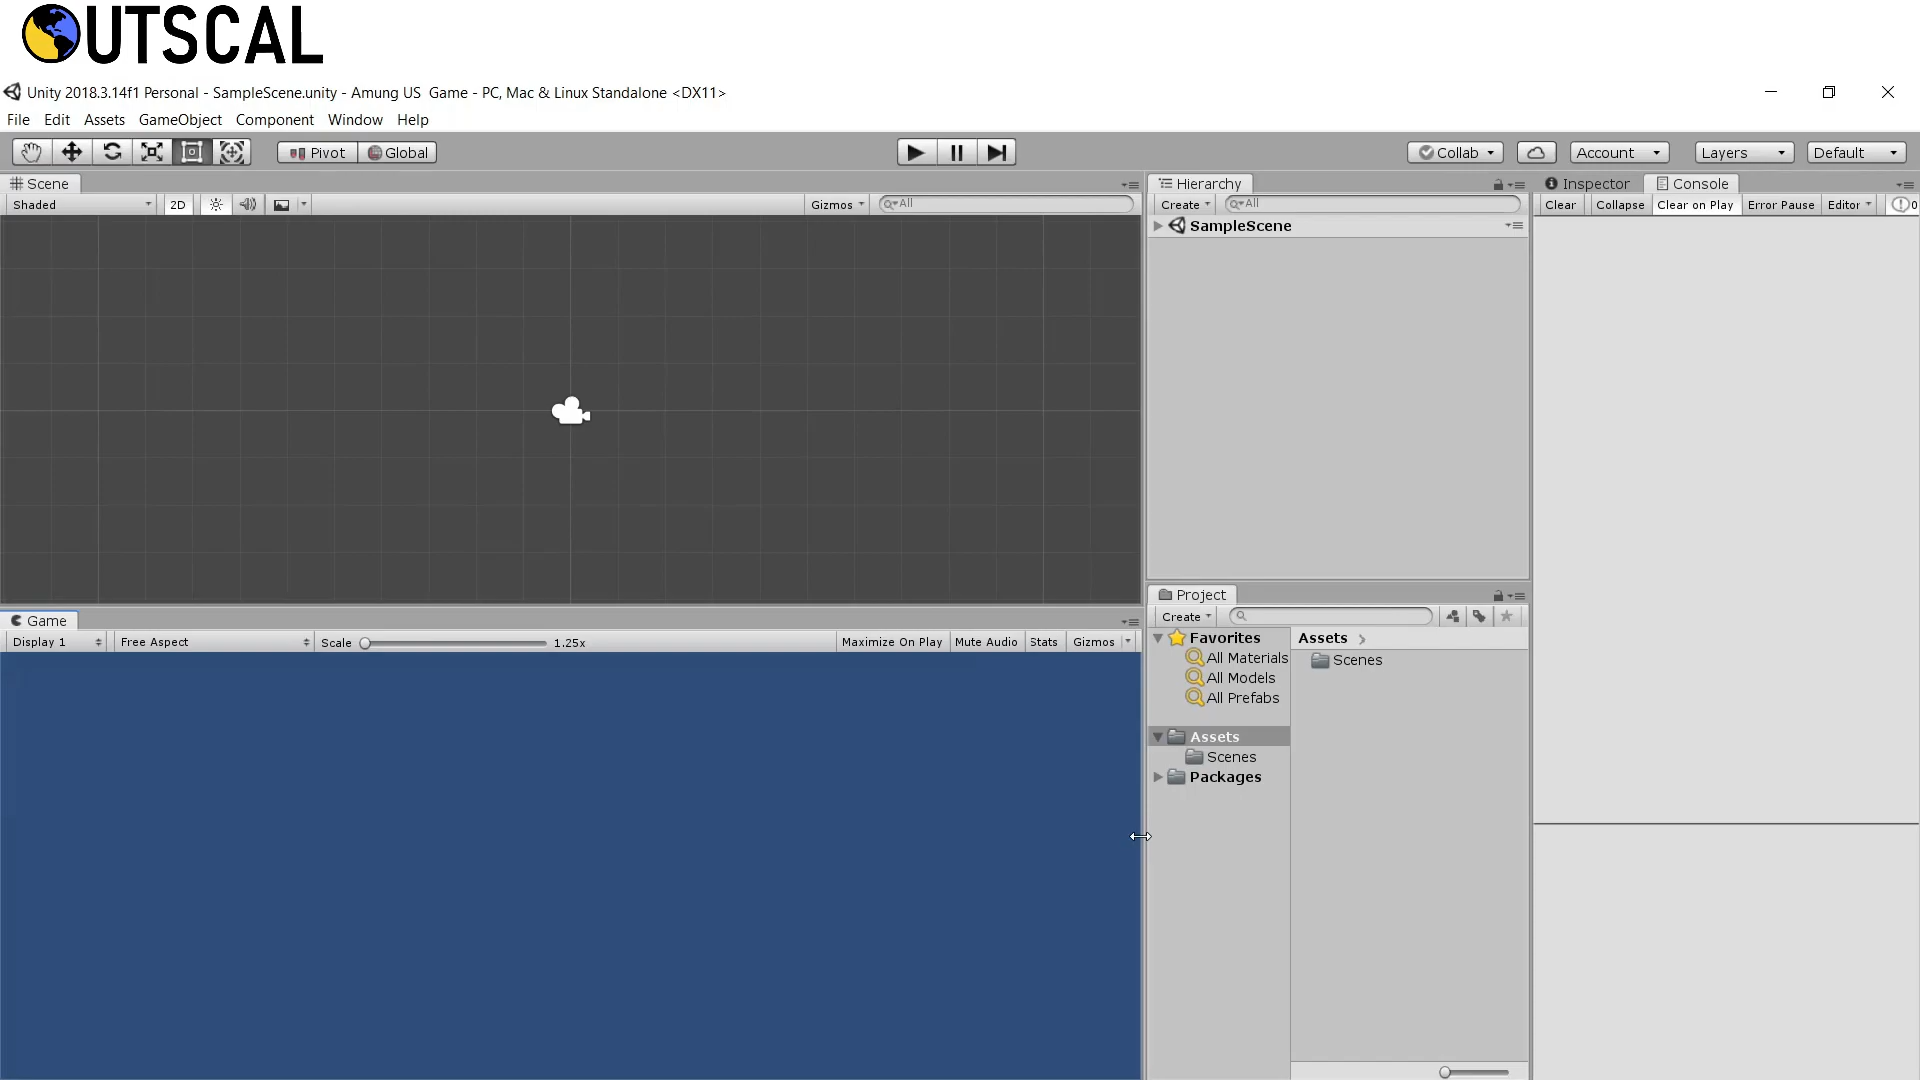 OUTSCAL
Unity 2018.3.14f1 Personal - SampleScene.unity - Amung US  Game - PC, Mac & Linux Standalone <DX11>
File Edit Assets GameObject Component Window Help
Pivot Global Collab Account Layers Default
Scene
Shaded 2D Gizmos All
Hierarchy
Create All
SampleScene
Inspector Console
Clear Collapse Clear on Play Error Pause Editor 0
Game
Display 1 Free Aspect Scale 1.25x Maximize On Play Mute Audio Stats Gizmos
Project
Create
Favorites
All Materials
All Models
All Prefabs
Assets
Scenes
Packages
Assets
Scenes